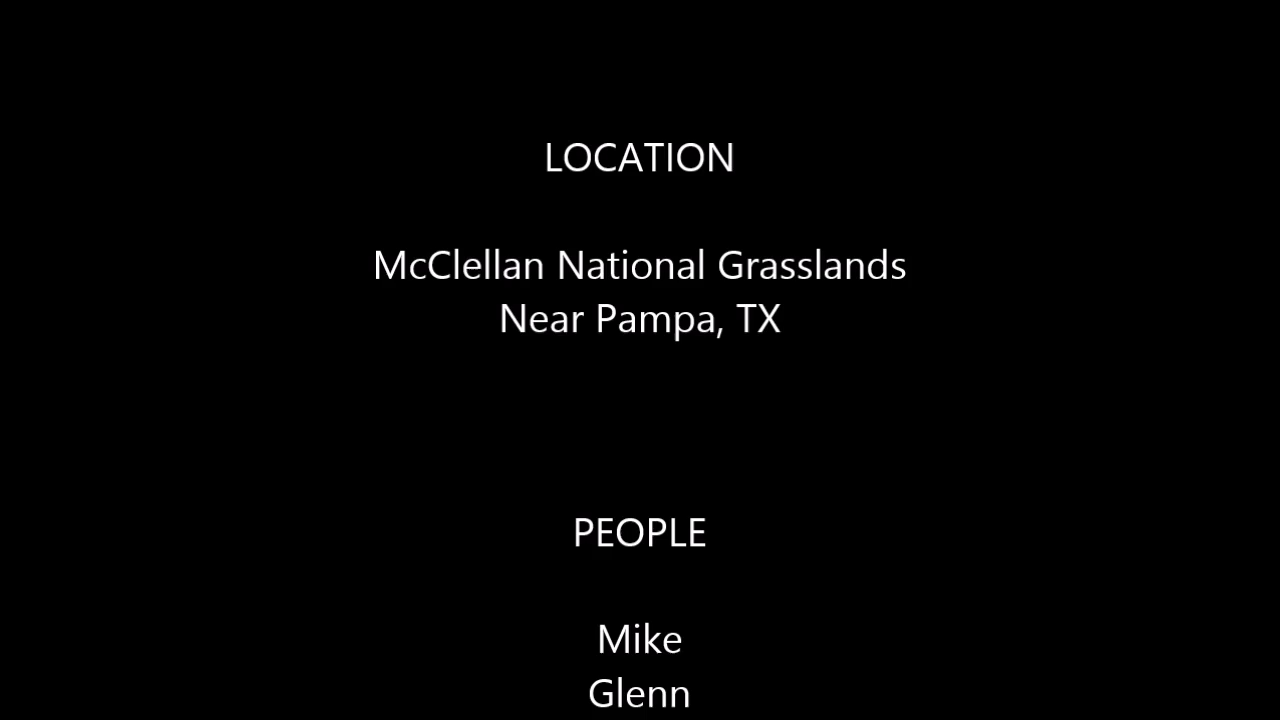 LOCATION
McClellan National Grasslands
Near Pampa, TX
PEOPLE
Mike
Glenn